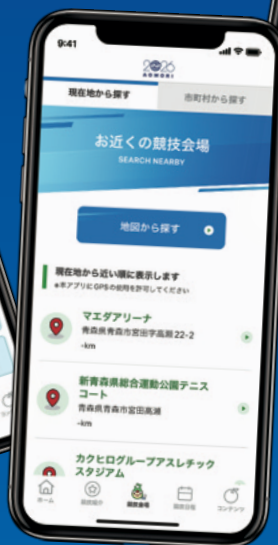 9:41
2026
AOMORI
現在地から探す
市町村から探す
お近くの競技会場
SEARCH NEARBY
地図から探す
現在地から近い順に表示します
※本アプリにGPSの使用を許可してください
マエダアリーナ
青森県青森市宮田字高瀬22-2
-km
新青森県総合運動公園テニス
コート
青森県青森市宮田高瀬
-km
カクヒログループアスレチック
スタジアム
ホーム
競技紹介
競技会場
競技日程
コンテンツ